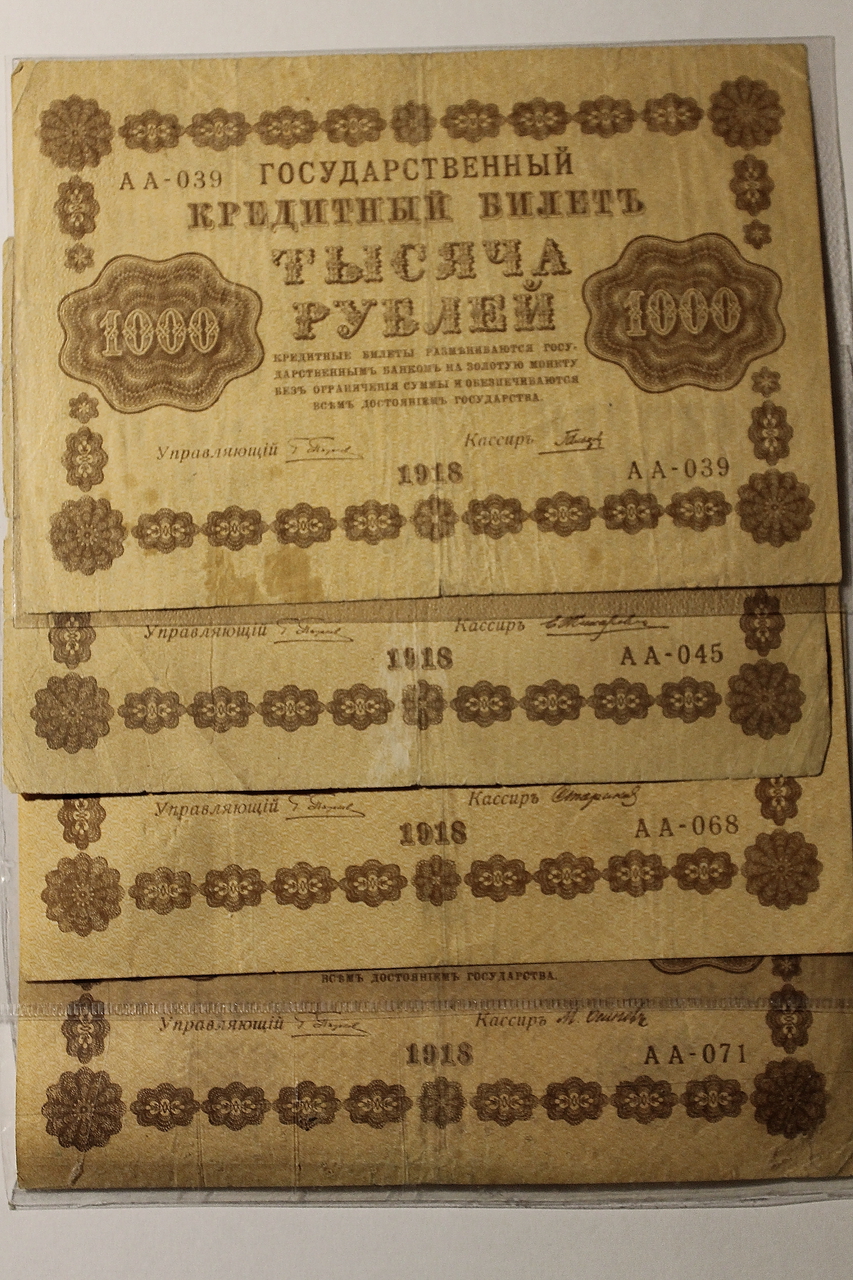 АА-039 ГОСУДАРСТВЕННЫЙ
КРЕДИТНЫЙ БИЛЕТЪ
ТЫСЯЧА
РУБЛЕЙ
1000 1000
КРЕДИТНЫЕ БИЛЕТЫ РАЗМѢНИВАЮТСЯ ГОСУ-
ДАРСТВЕННЫМЪ БАНКОМЪ НА ЗОЛОТУЮ МОНЕТУ
БЕЗЪ ОГРАНИЧЕНІЯ СУММЫ И ОБЕЗПЕЧИВАЮТСЯ
ВСѢМЪ ДОСТОЯНІЕМЪ ГОСУДАРСТВА.
Управляющій Кассиръ
1918 АА-039
Управляющій Кассиръ
1918 АА-045
Управляющій Кассиръ
1918 АА-068
ВСѢМЪ ДОСТОЯНІЕМЪ ГОСУДАРСТВА.
Управляющій Кассиръ
1918 АА-071